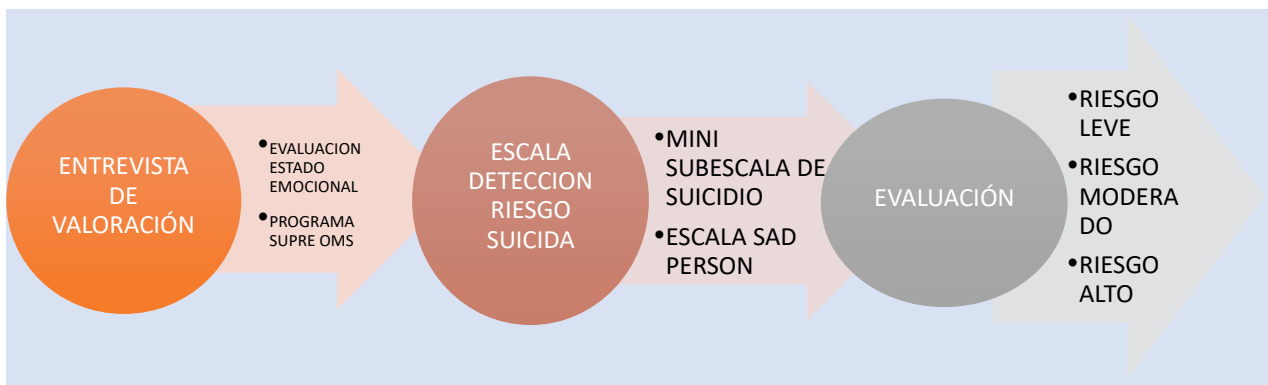 ENTREVISTA
DE
VALORACIÓN
•EVALUACION
ESTADO
EMOCIONAL
•PROGRAMA
SUPRE OMS
ESCALA
DETECCION
RIESGO
SUICIDA
•MINI
SUBESCALA DE
SUICIDIO
•ESCALA SAD
PERSON
EVALUACIÓN
•RIESGO
LEVE
•RIESGO
MODERA
DO
•RIESGO
ALTO